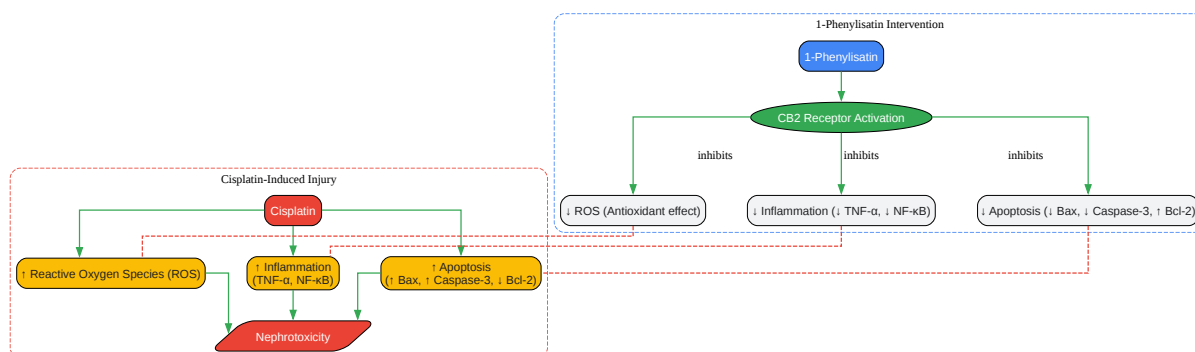 1-Phenylisatin Intervention
1-Phenylisatin
CB2 Receptor Activation
inhibits
inhibits
inhibits
↓ ROS (Antioxidant effect)
↓ Inflammation (↓ TNF-α, ↓ NF-κB)
↓ Apoptosis (↓ Bax, ↓ Caspase-3, ↑ Bcl-2)
Cisplatin-Induced Injury
Cisplatin
↑ Reactive Oxygen Species (ROS)
↑ Inflammation
(TNF-α, NF-κB)
↑ Apoptosis
(↑ Bax, ↑ Caspase-3, ↓ Bcl-2)
Nephrotoxicity